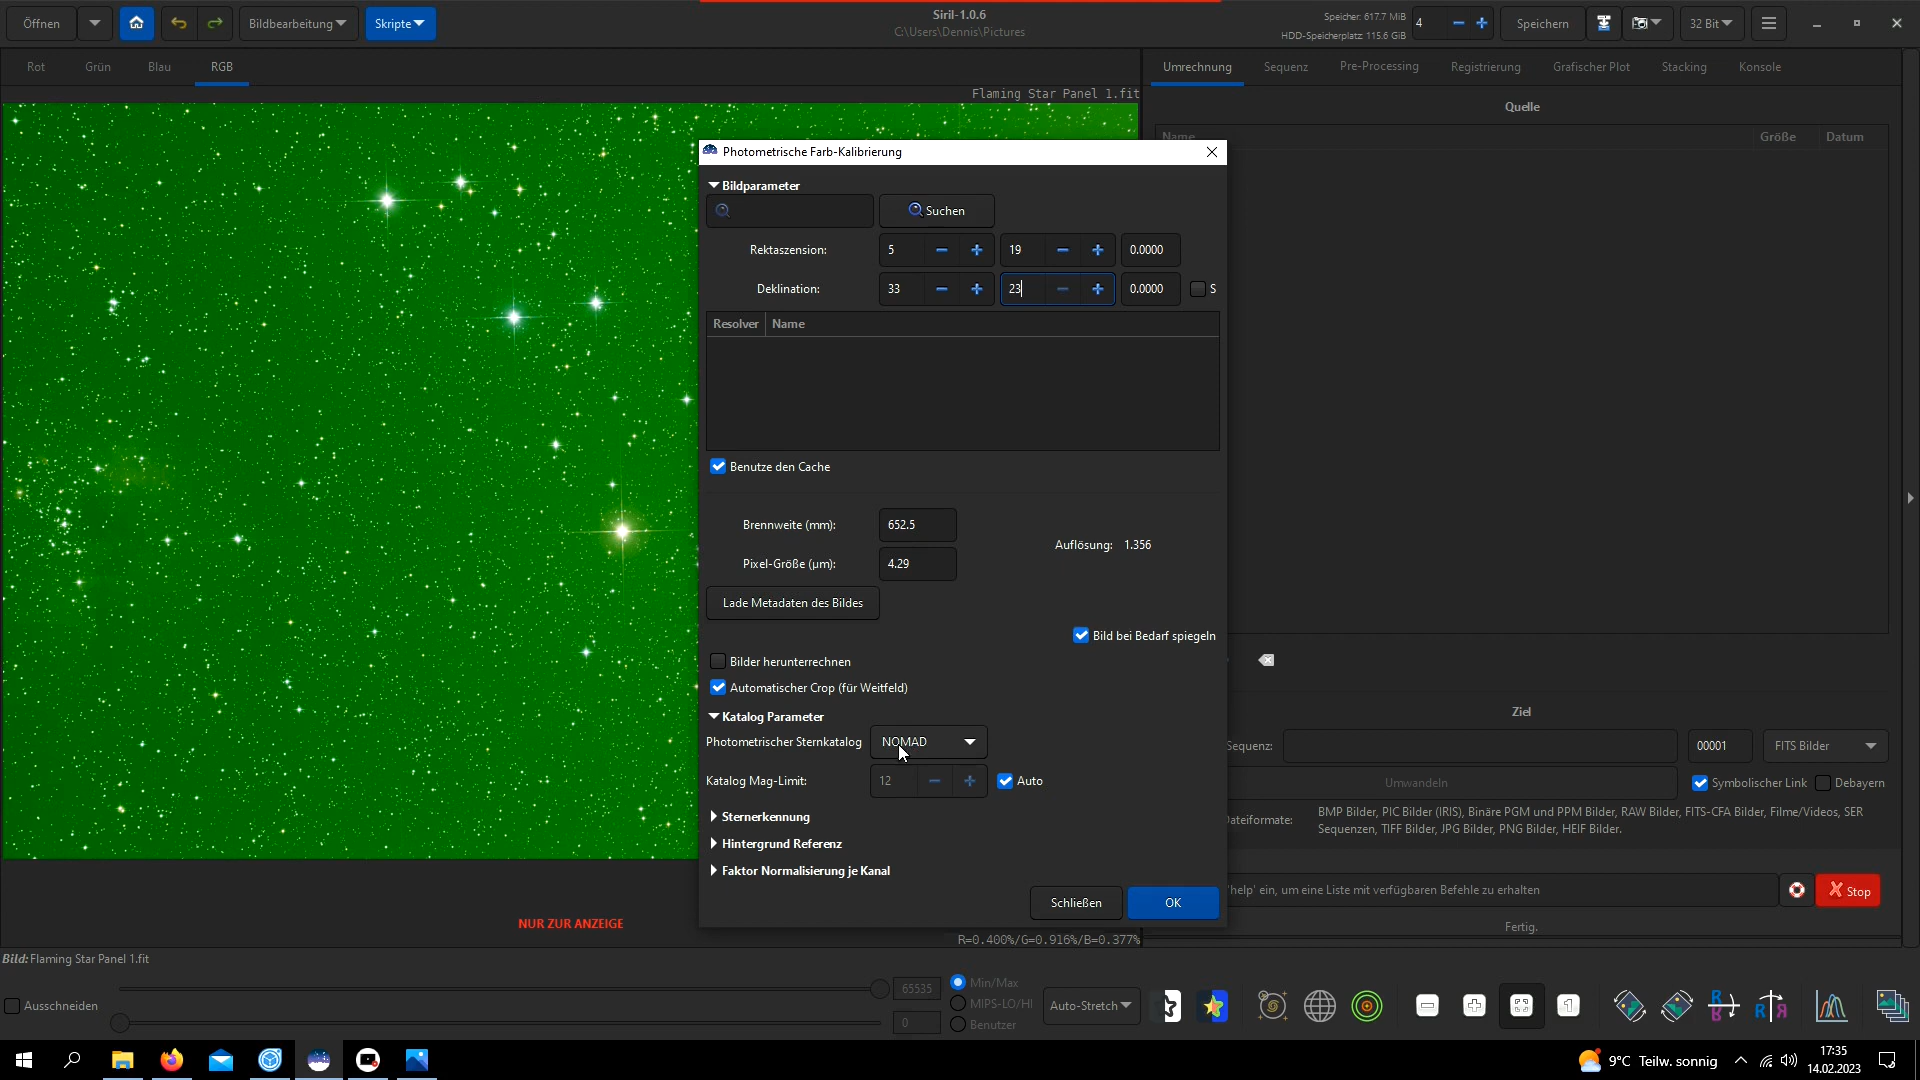 Öffnen
Bildbearbeitung
Skripte
Siril-1.0.6
C:\Users\Dennis\Pictures
Speicher: 617.7 MiB
HDD-Speicherplatz: 115.6 GiB
4
Speichern
32 Bit
Rot
Grün
Blau
RGB
Umrechnung
Sequenz
Pre-Processing
Registrierung
Grafischer Plot
Stacking
Konsole
Flaming Star Panel 1.fit
Quelle
Name
Größe
Datum
Photometrische Farb-Kalibrierung
Bildparameter
Suchen
Rektaszension:
5
19
0.0000
Deklination:
33
23
0.0000
S
Resolver
Name
Benutze den Cache
Brennweite (mm):
652.5
Auflösung:
1.356
Pixel-Größe (µm):
4.29
Lade Metadaten des Bildes
Bild bei Bedarf spiegeln
Bilder herunterrechnen
Automatischer Crop (für Weitfeld)
Katalog Parameter
Photometrischer Sternkatalog
NOMAD
Katalog Mag-Limit:
12
Auto
Sternerkennung
Hintergrund Referenz
Faktor Normalisierung je Kanal
Schließen
OK
Ziel
Sequenz:
00001
FITS Bilder
Umwandeln
Symbolischer Link
Debayern
ateiformate:
BMP Bilder, PIC Bilder (IRIS), Binäre PGM und PPM Bilder, RAW Bilder, FITS-CFA Bilder, Filme/Videos, SER
Sequenzen, TIFF Bilder, JPG Bilder, PNG Bilder, HEIF Bilder.
'help' ein, um eine Liste mit verfügbaren Befehle zu erhalten
Stop
Fertig.
NUR ZUR ANZEIGE
R=0.400%/G=0.916%/B=0.377%
Bild: Flaming Star Panel 1.fit
Ausschneiden
65535
0
Min/Max
MIPS-LO/HI
Benutzer
Auto-Stretch
9°C Teilw. sonnig
17:35
14.02.2023